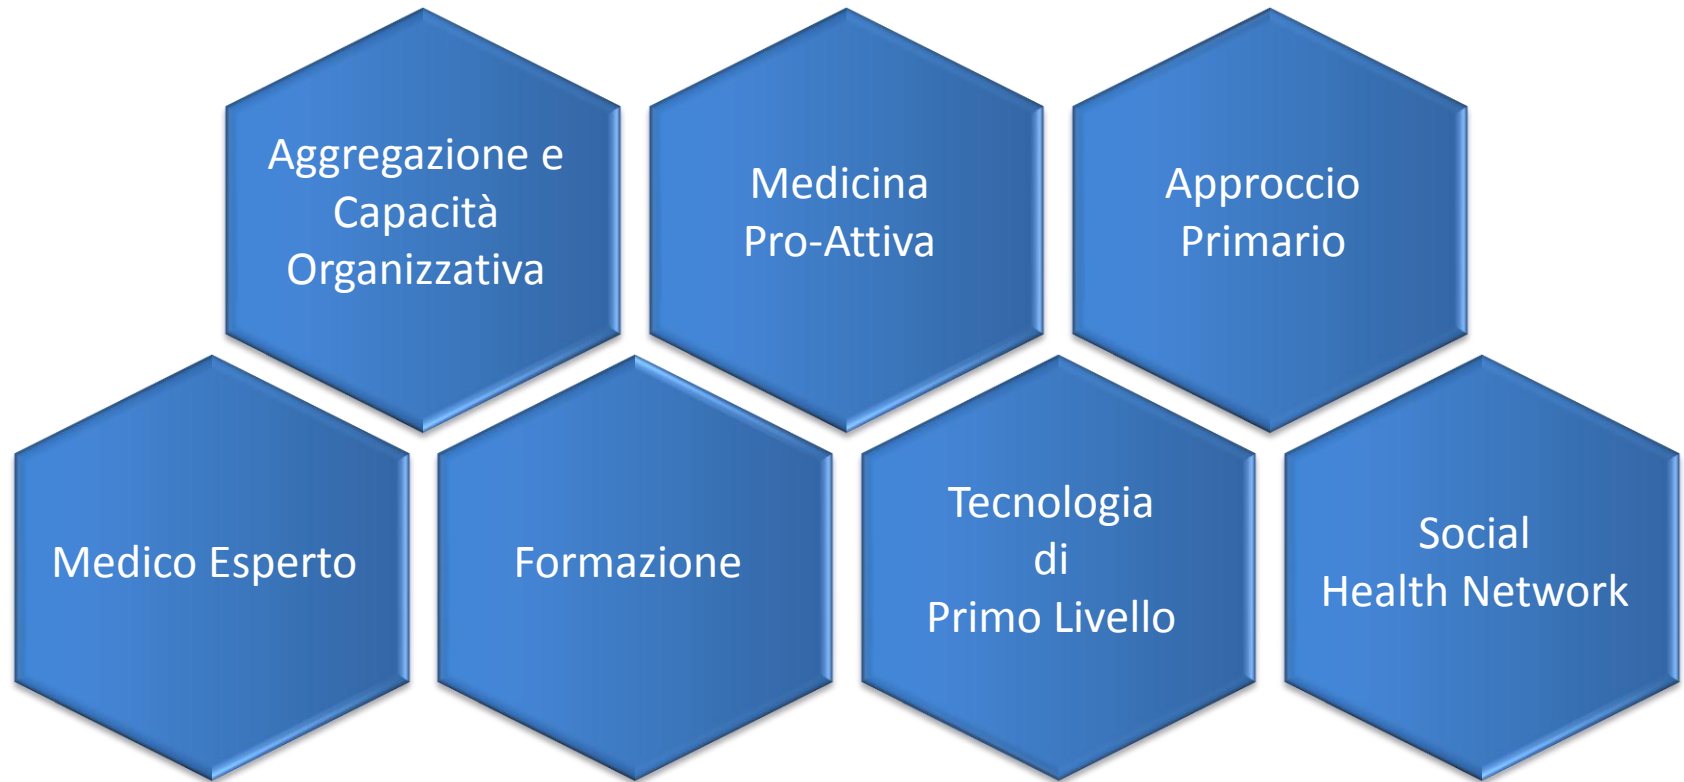 Aggregazione e
Capacità
Organizzativa
Medicina
Pro-Attiva
Approccio
Primario
Medico Esperto
Formazione
Tecnologia
di
Primo Livello
Social
Health Network